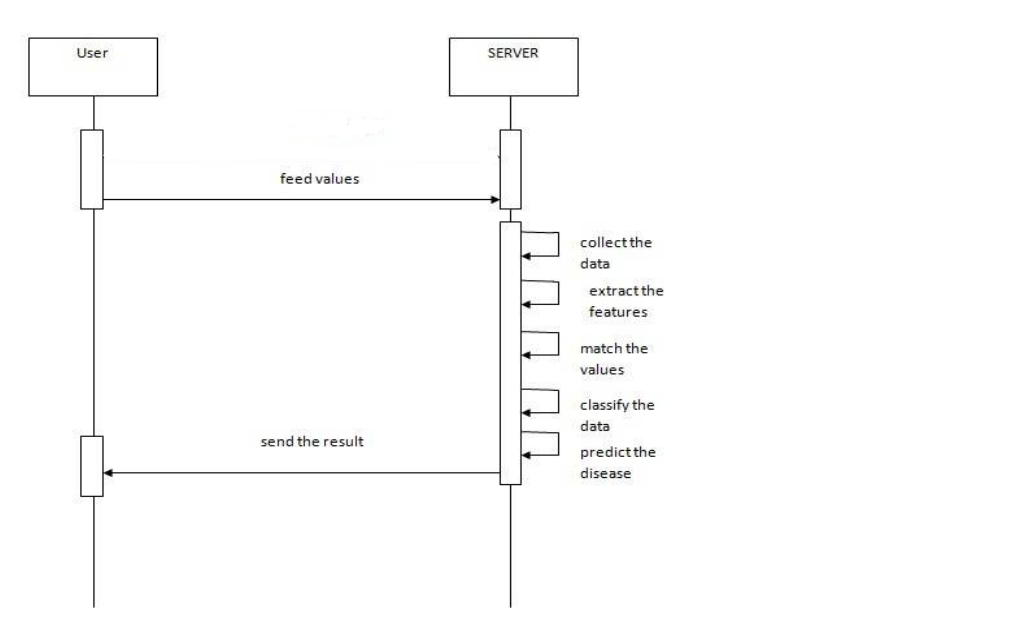 User
SERVER
feed values
collect the
data
extract the
features
match the
values
classify the
data
send the result
predict the
disease